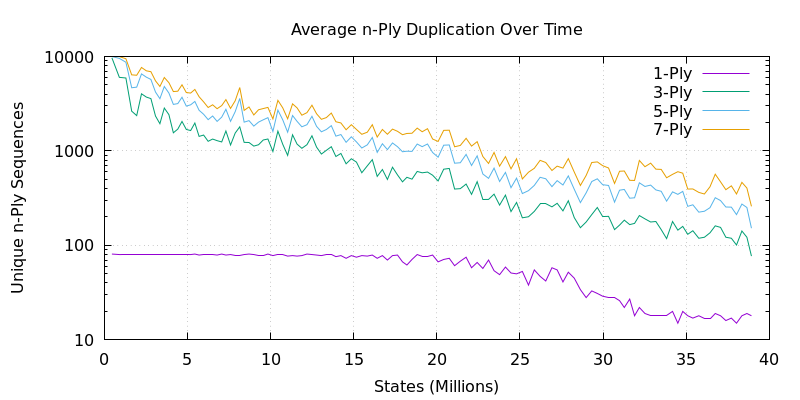 Average n-Ply Duplication Over Time
Unique n-Ply Sequences
10000
1000
100
10
1-Ply
3-Ply
5-Ply
7-Ply
0 5 10 15 20 25 30 35 40
States (Millions)